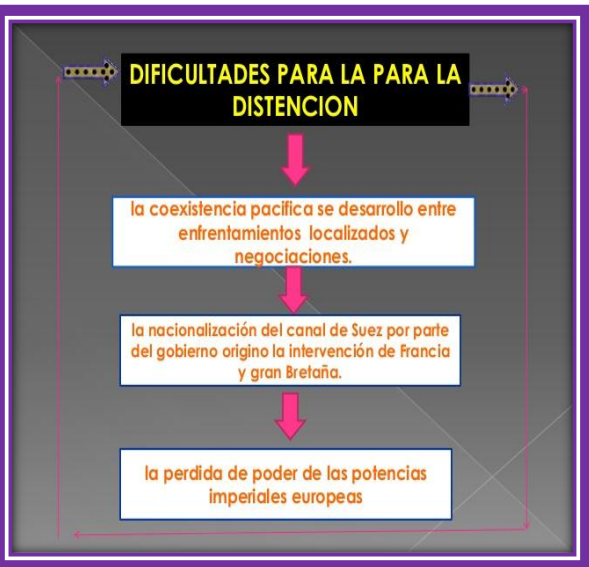 DIFICULTADES PARA LA PARA LA
DISTENCION
la coexistencia pacifica se desarrollo entre
enfrentamientos localizados y
negociaciones.
la nacionalización del canal de Suez por parte
del gobierno origino la intervención de Francia
y gran Bretaña.
la perdida de poder de las potencias
imperiales europeas